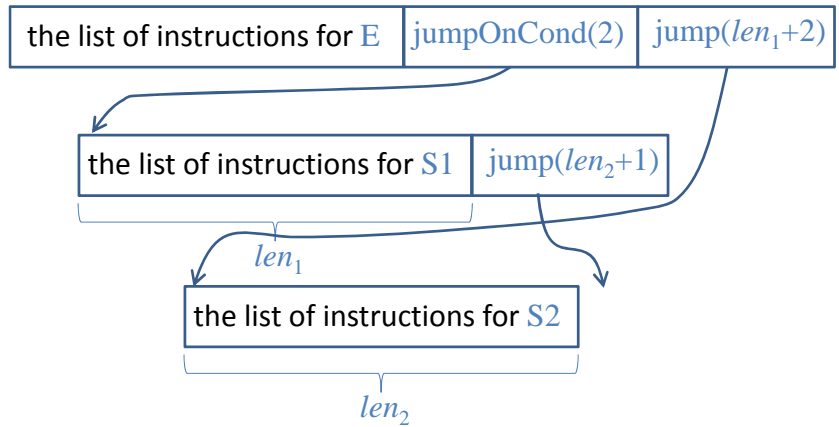 the list of instructions for E jumpOnCond(2) jump(len₁+2)
the list of instructions for S1 jump(len₂+1)
len₁
the list of instructions for S2
len₂